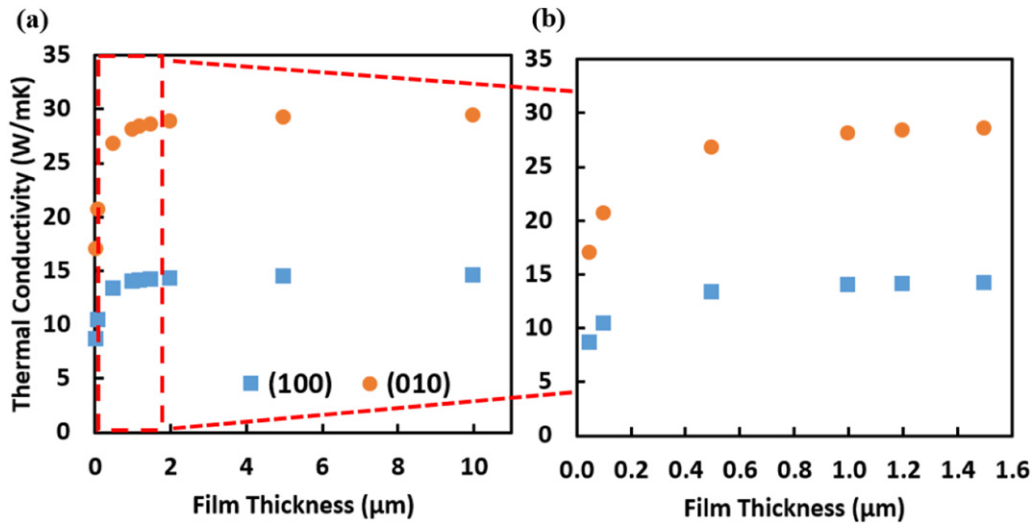 (a)
(b)
Thermal Conductivity (W/mK)
35
30
25
20
15
10
5
0
0 2 4 6 8 10
Film Thickness (μm)
(100) (010)
35
30
25
20
15
10
5
0
0.0 0.2 0.4 0.6 0.8 1.0 1.2 1.4 1.6
Film Thickness (μm)